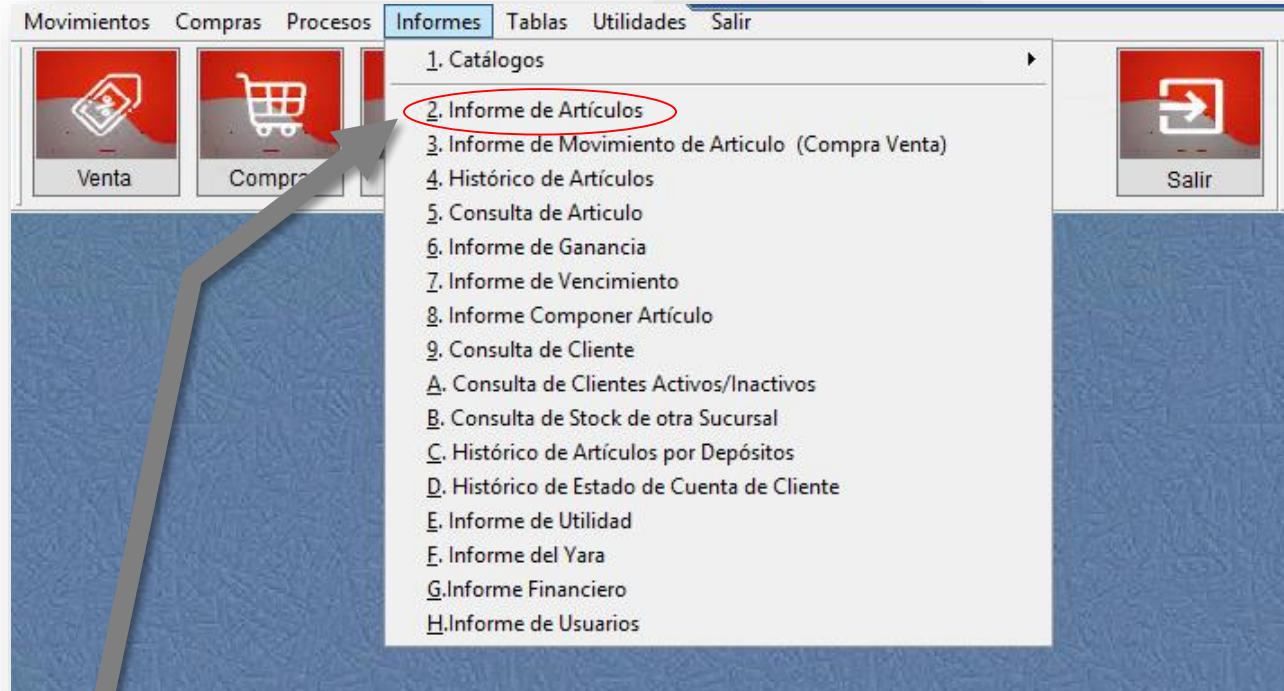 Movimientos Compras Procesos Informes Tablas Utilidades Salir
1. Catálogos
2. Informe de Artículos
3. Informe de Movimiento de Articulo (Compra Venta)
4. Histórico de Artículos
5. Consulta de Articulo
6. Informe de Ganancia
7. Informe de Vencimiento
8. Informe Componer Artículo
9. Consulta de Cliente
A. Consulta de Clientes Activos/Inactivos
B. Consulta de Stock de otra Sucursal
C. Histórico de Artículos por Depósitos
D. Histórico de Estado de Cuenta de Cliente
E. Informe de Utilidad
F. Informe del Yara
G.Informe Financiero
H.Informe de Usuarios
Venta Compra Salir